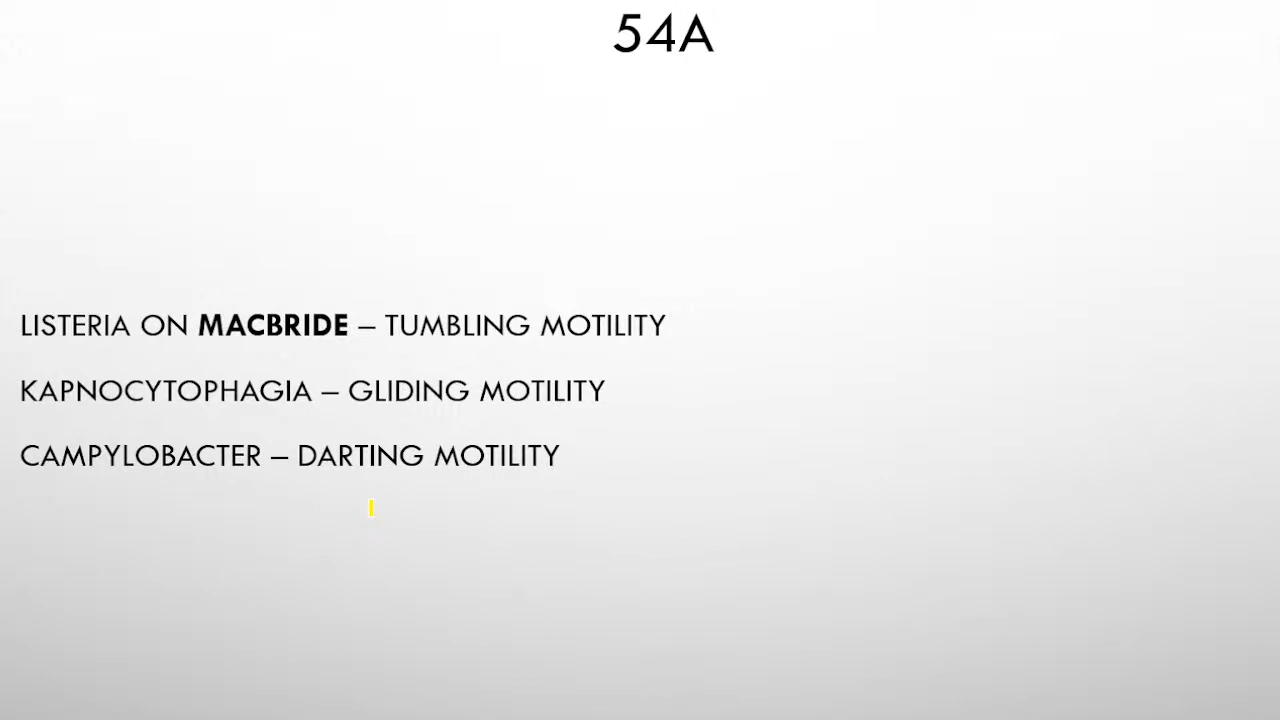 54A
LISTERIA ON MACBRIDE – TUMBLING MOTILITY
KAPNOCYTOPHAGIA – GLIDING MOTILITY
CAMPYLOBACTER – DARTING MOTILITY